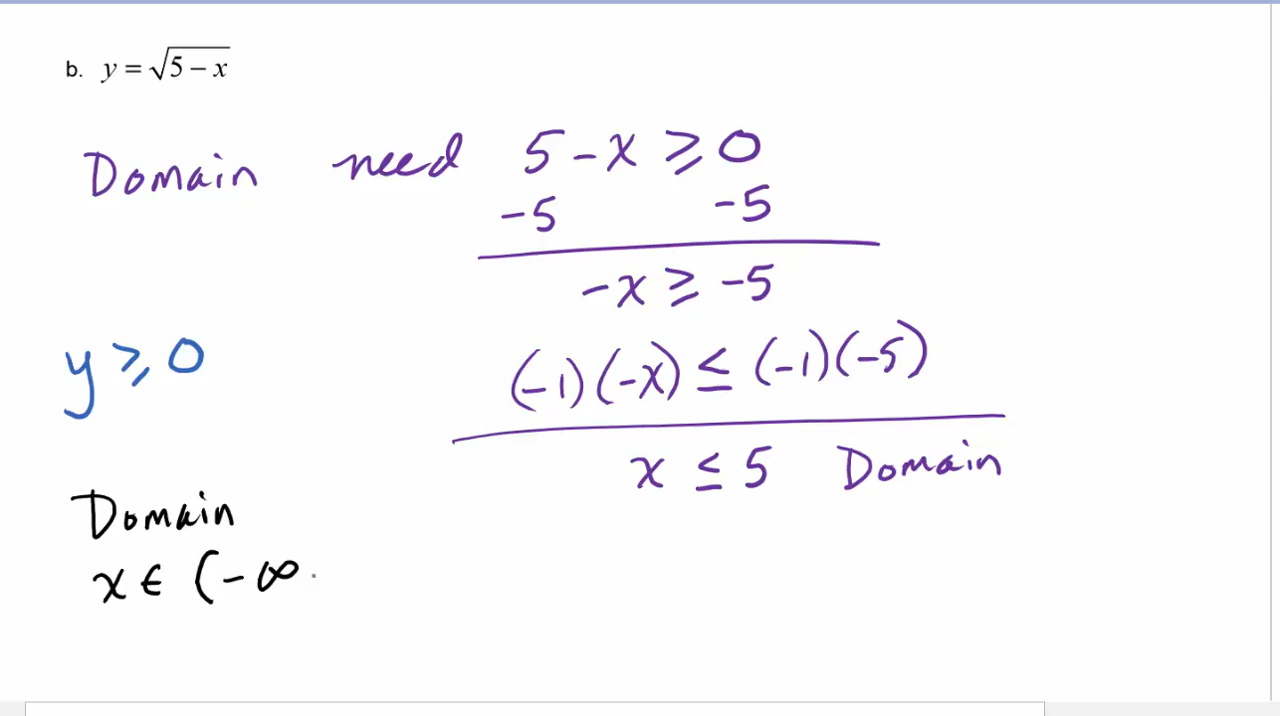 b. y = √5 − x
Domain need 5 - x ≥ 0
-5 -5
-x ≥ -5
y ≥ 0
(-1)(-x) ≤ (-1)(-5)
x ≤ 5 Domain
Domain
x ∈ (-∞